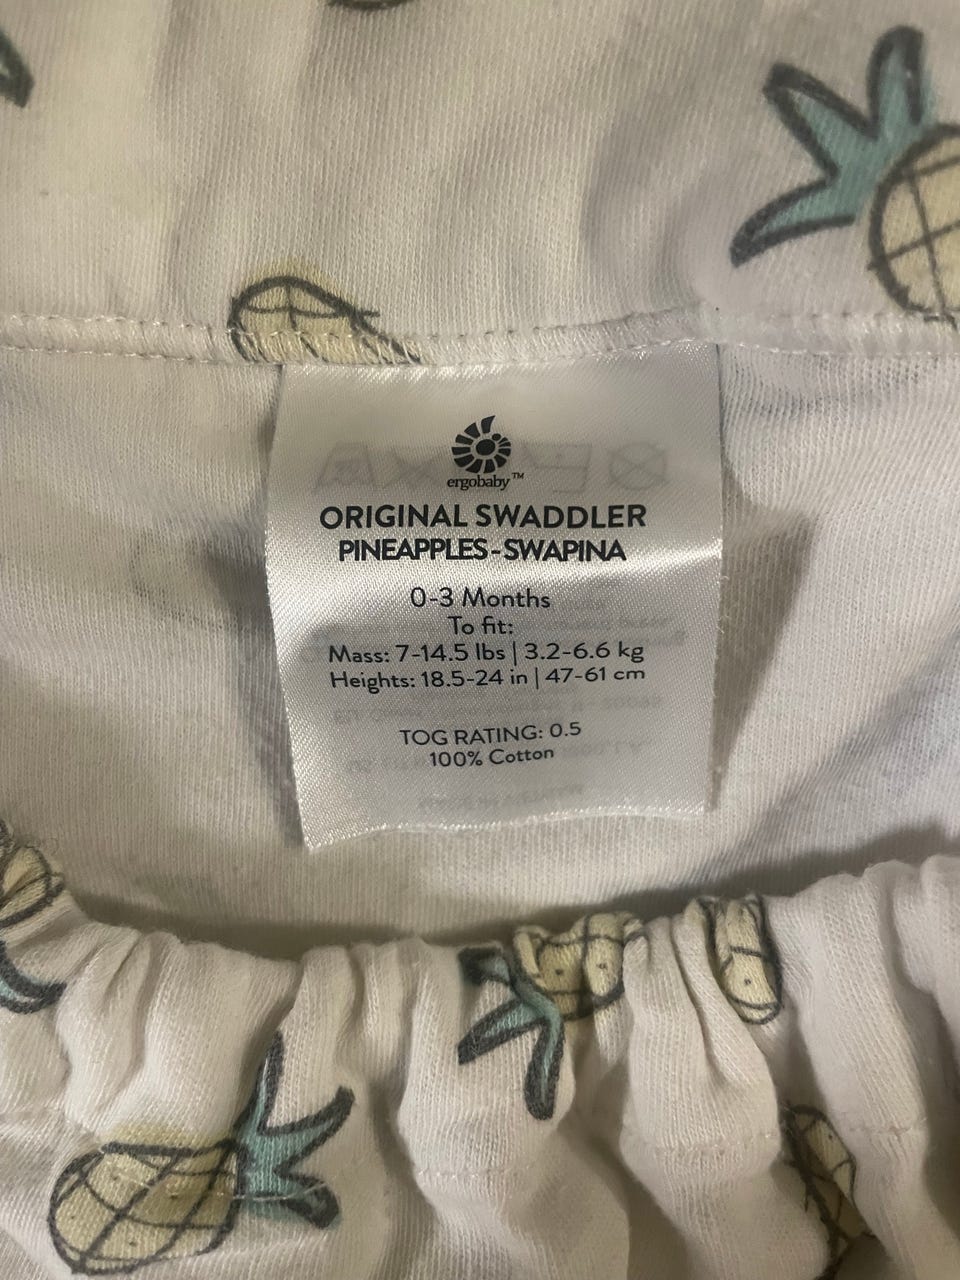 ergobaby™
ORIGINAL SWADDLER
PINEAPPLES-SWAPINA
0-3 Months
To fit:
Mass: 7-14.5 lbs | 3.2-6.6 kg
Heights: 18.5-24 in | 47-61 cm
TOG RATING: 0.5
100% Cotton